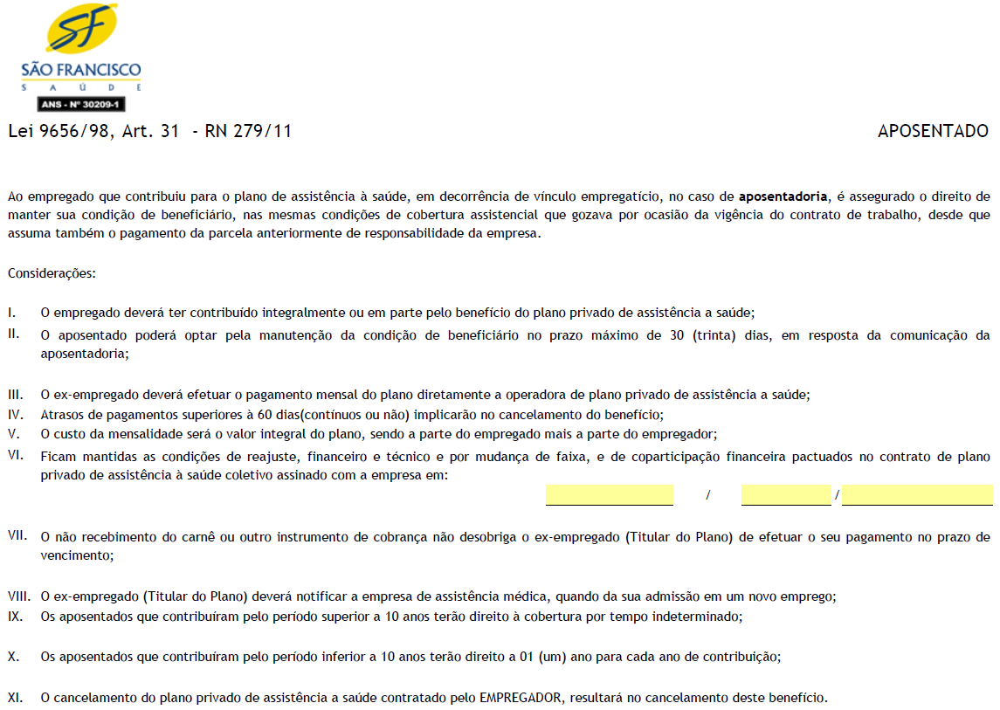 SF
SÃO FRANCISCO
SAÚDE
ANS - Nº 30209-1
Lei 9656/98, Art. 31 - RN 279/11 APOSENTADO
Ao empregado que contribuiu para o plano de assistência à saúde, em decorrência de vínculo empregatício, no caso de aposentadoria, é assegurado o direito de
manter sua condição de beneficiário, nas mesmas condições de cobertura assistencial que gozava por ocasião da vigência do contrato de trabalho, desde que
assuma também o pagamento da parcela anteriormente de responsabilidade da empresa.
Considerações:
I. O empregado deverá ter contribuído integralmente ou em parte pelo benefício do plano privado de assistência a saúde;
II. O aposentado poderá optar pela manutenção da condição de beneficiário no prazo máximo de 30 (trinta) dias, em resposta da comunicação da
aposentadoria;
III. O ex-empregado deverá efetuar o pagamento mensal do plano diretamente a operadora de plano privado de assistência a saúde;
IV. Atrasos de pagamentos superiores à 60 dias(contínuos ou não) implicarão no cancelamento do benefício;
V. O custo da mensalidade será o valor integral do plano, sendo a parte do empregado mais a parte do empregador;
VI. Ficam mantidas as condições de reajuste, financeiro e técnico e por mudança de faixa, e de coparticipação financeira pactuados no contrato de plano
privado de assistência à saúde coletivo assinado com a empresa em:
/ /
VII. O não recebimento do carnê ou outro instrumento de cobrança não desobriga o ex-empregado (Titular do Plano) de efetuar o seu pagamento no prazo de
vencimento;
VIII. O ex-empregado (Titular do Plano) deverá notificar a empresa de assistência médica, quando da sua admissão em um novo emprego;
IX. Os aposentados que contribuíram pelo período superior a 10 anos terão direito à cobertura por tempo indeterminado;
X. Os aposentados que contribuíram pelo período inferior a 10 anos terão direito a 01 (um) ano para cada ano de contribuição;
XI. O cancelamento do plano privado de assistência a saúde contratado pelo EMPREGADOR, resultará no cancelamento deste benefício.